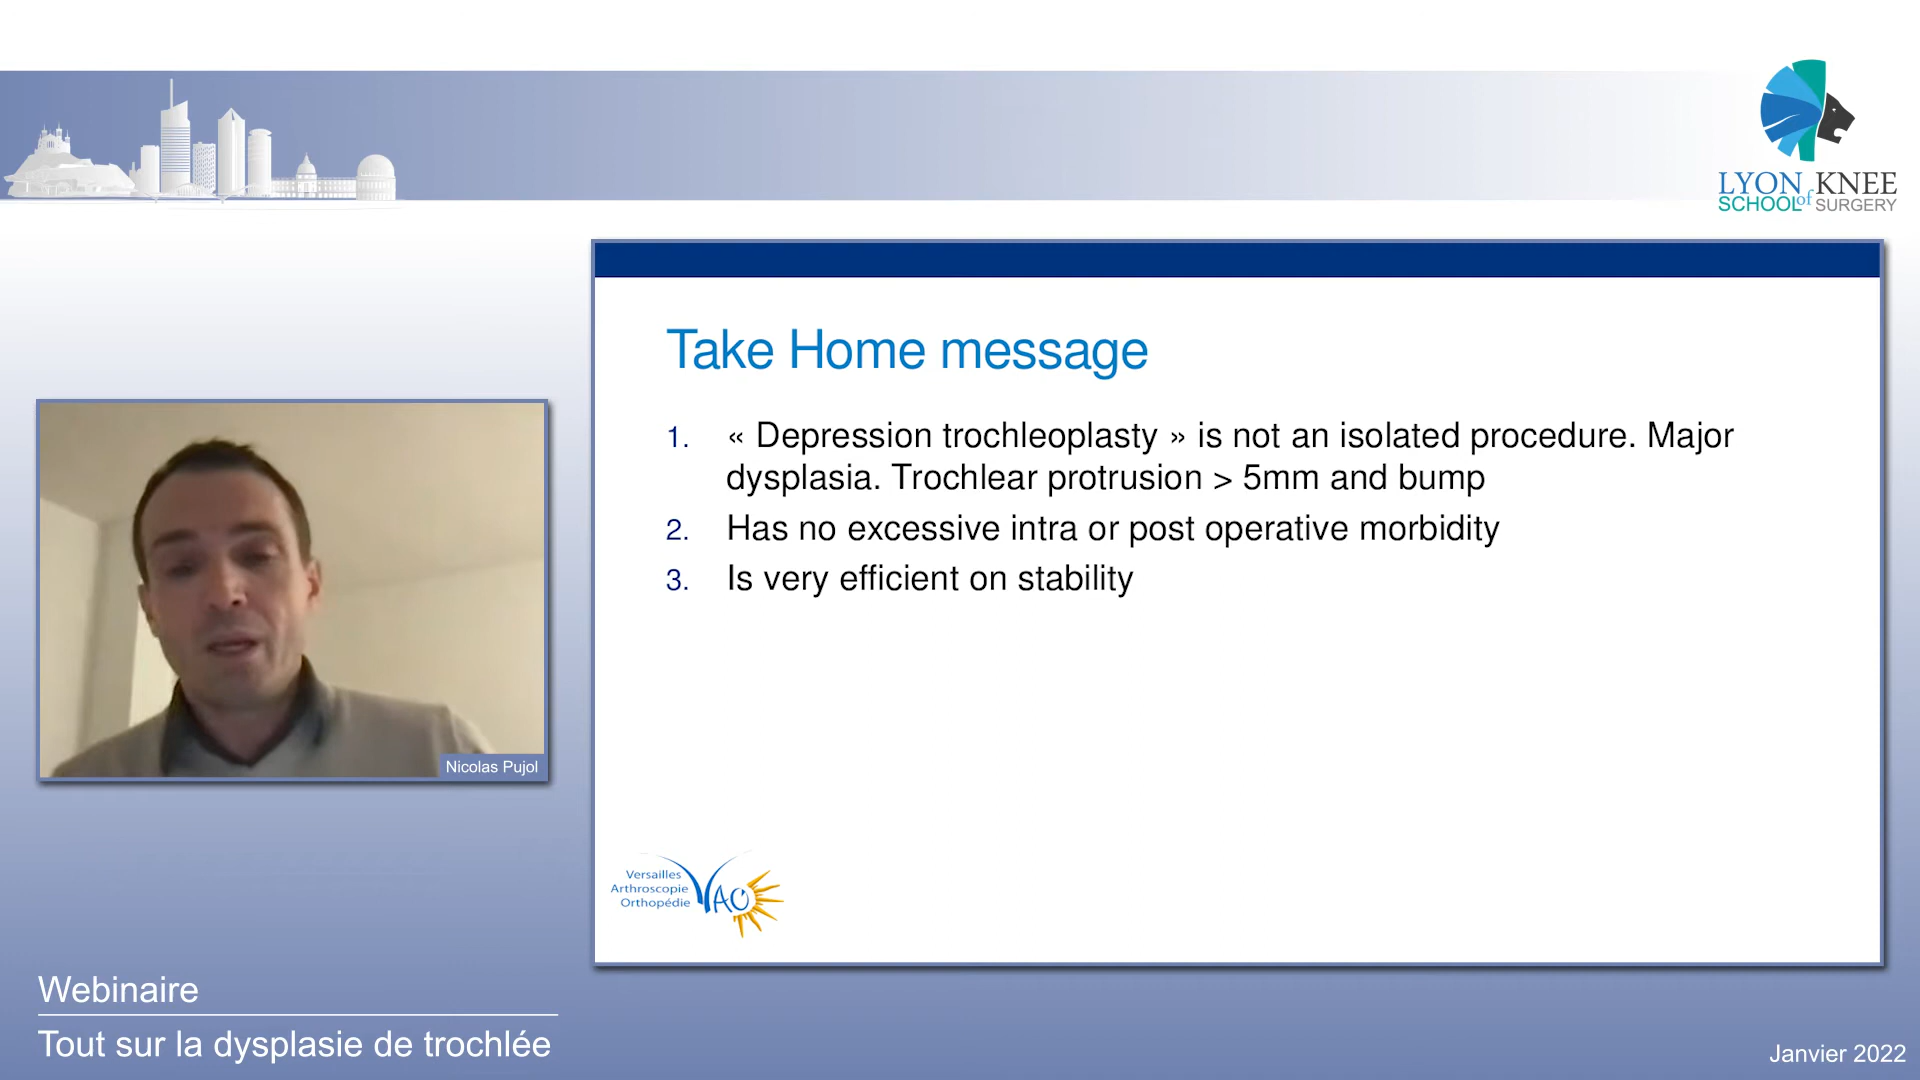 LYON KNEE
SCHOOL of SURGERY
Take Home message
1. « Depression trochleoplasty » is not an isolated procedure. Major
dysplasia. Trochlear protrusion > 5mm and bump
2. Has no excessive intra or post operative morbidity
3. Is very efficient on stability
Nicolas Pujol
Versailles
Arthroscopie
Orthopédie
VAO
Webinaire
Tout sur la dysplasie de trochlée
Janvier 2022